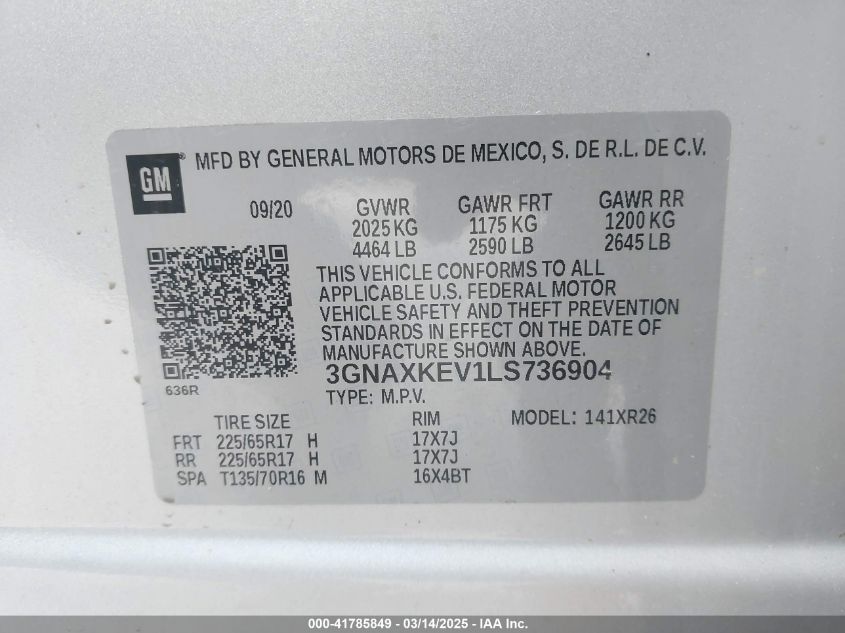 GM ® MFD BY GENERAL MOTORS DE MEXICO, S. DE R.L. DE C.V.
09/20 GVWR GAWR FRT GAWR RR
2025 KG 1175 KG 1200 KG
4464 LB 2590 LB 2645 LB
THIS VEHICLE CONFORMS TO ALL
APPLICABLE U.S. FEDERAL MOTOR
VEHICLE SAFETY AND THEFT PREVENTION
STANDARDS IN EFFECT ON THE DATE OF
MANUFACTURE SHOWN ABOVE.
636R
3GNAXKEV1LS736904
TYPE: M.P.V.
TIRE SIZE RIM MODEL: 141XR26
FRT 225/65R17 H 17X7J
RR 225/65R17 H 17X7J
SPA T135/70R16 M 16X4BT
000-41785849 - 03/14/2025 - IAA Inc.